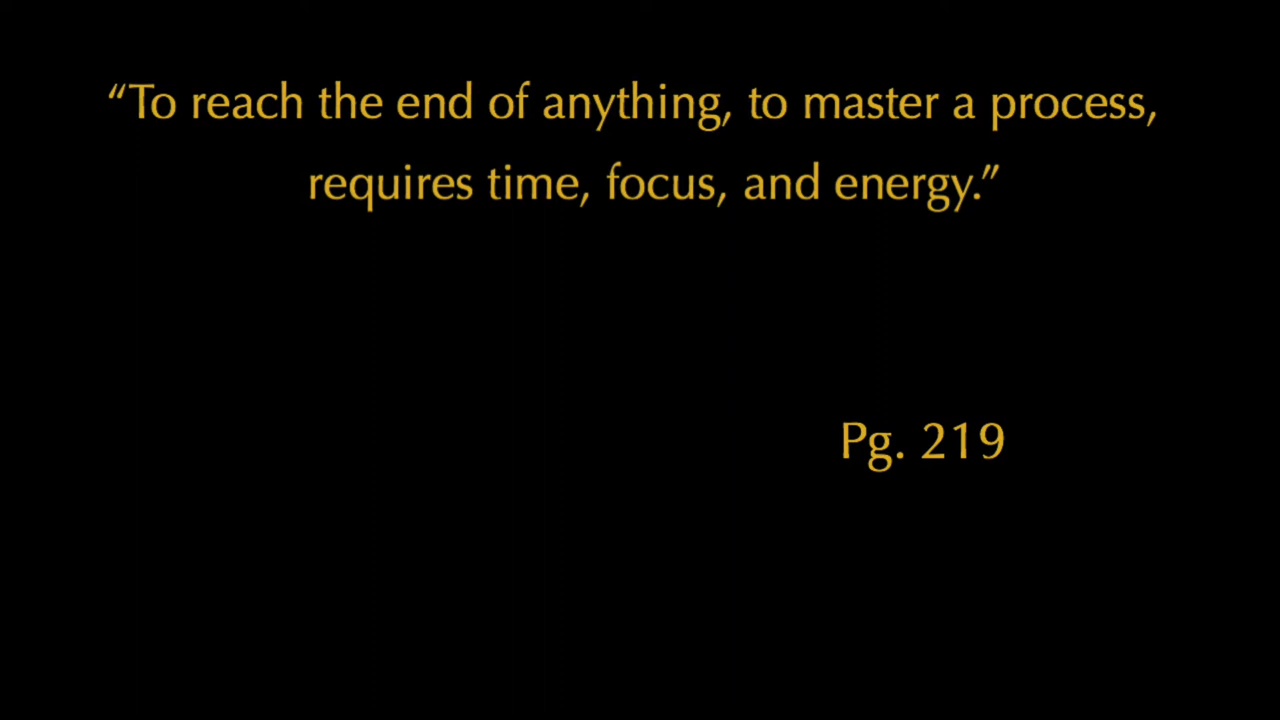 “To reach the end of anything, to master a process,
requires time, focus, and energy.”
Pg. 219